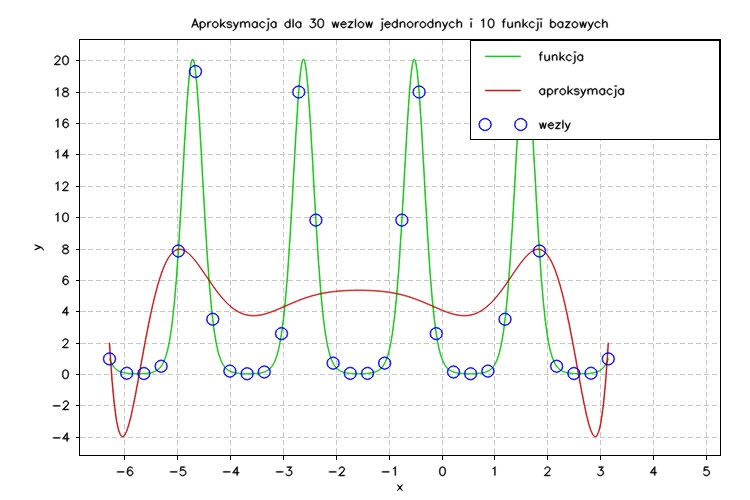 Aproksymacja dla 30 wezlow jednorodnych i 10 funkcji bazowych
funkcja
aproksymacja
wezly
20
18
16
14
12
10
8
6
4
2
0
−2
−4
y
−6 −5 −4 −3 −2 −1 0 1 2 3 4 5
x